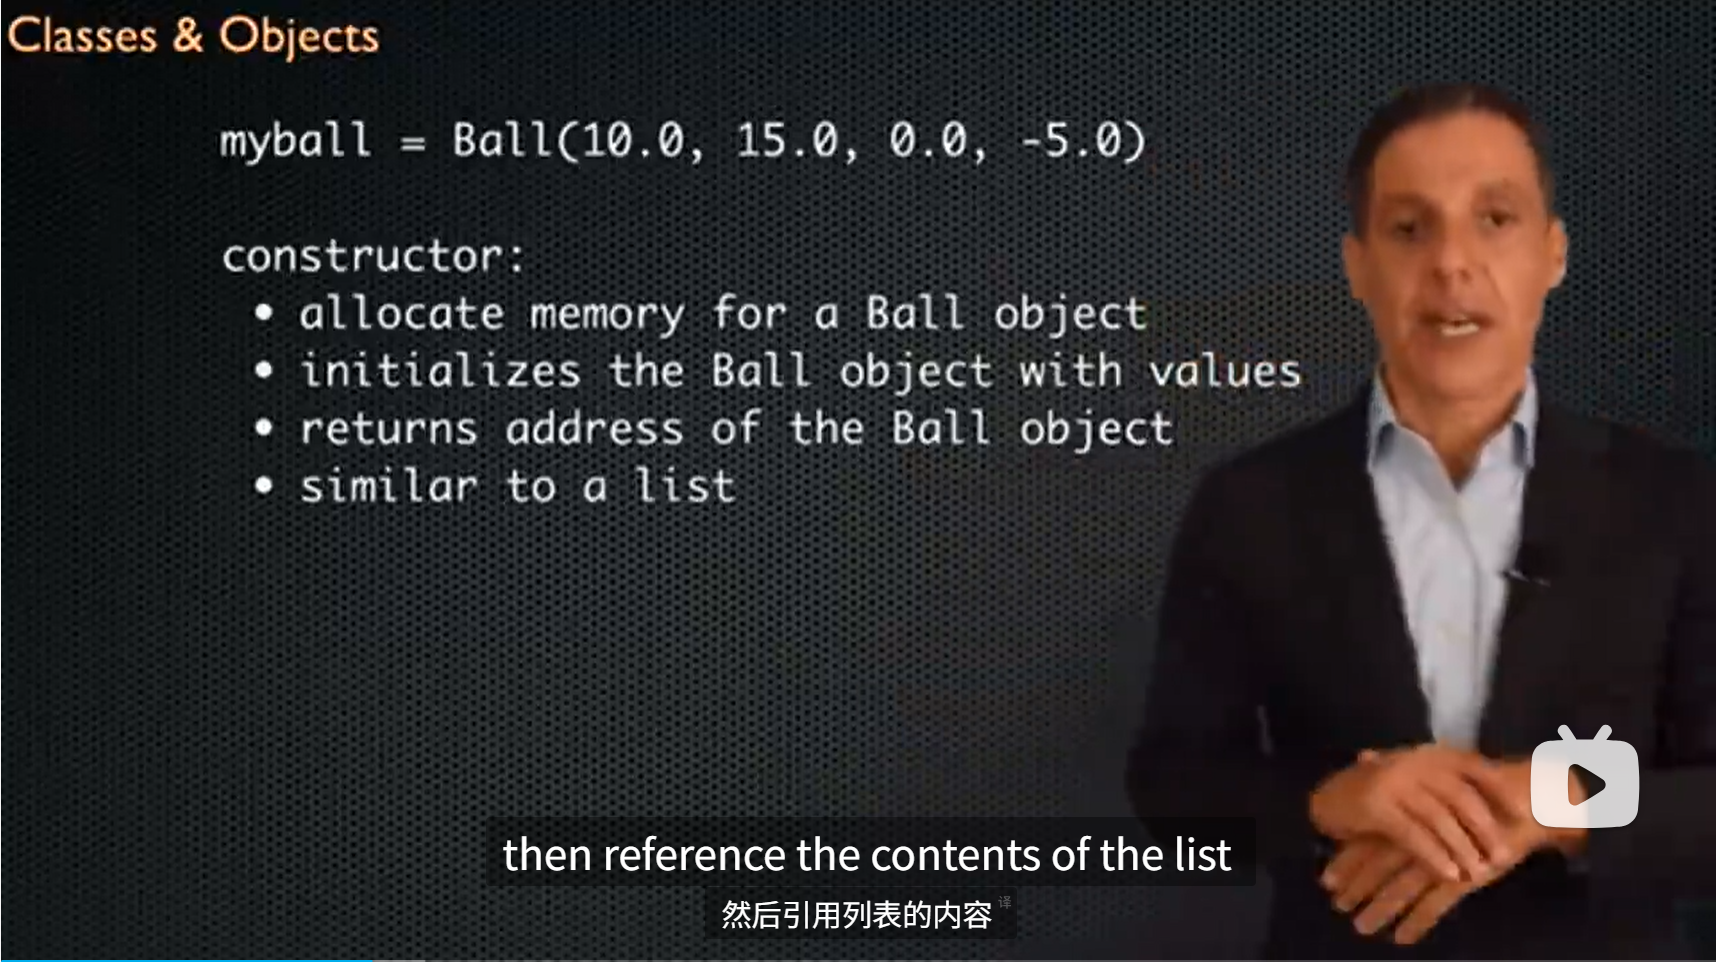 Classes & Objects
myball = Ball(10.0, 15.0, 0.0, -5.0)
constructor:
• allocate memory for a Ball object
• initializes the Ball object with values
• returns address of the Ball object
• similar to a list
then reference the contents of the list
然后引用列表的内容 译